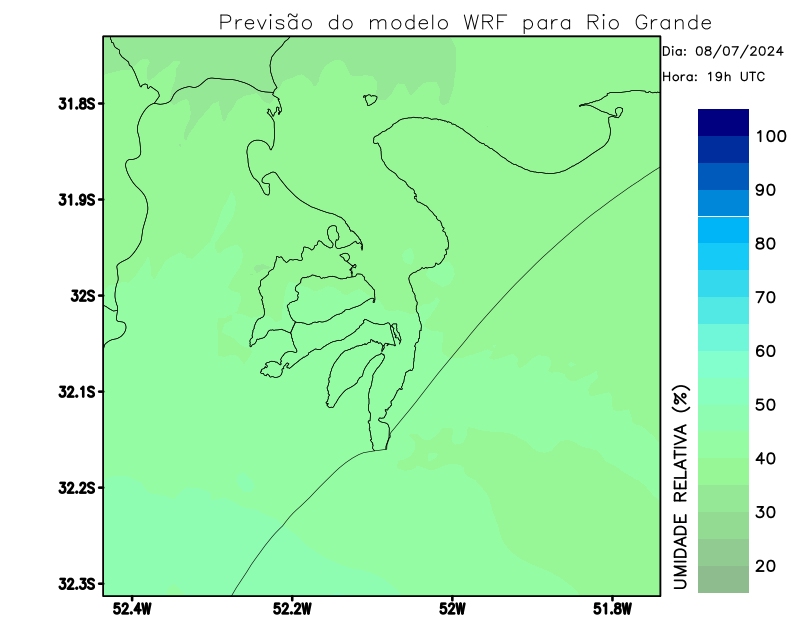 Previsão do modelo WRF para Rio Grande
Dia: 08/07/2024
Hora: 19h UTC
31.8S
31.9S
32S
32.1S
32.2S
32.3S
52.4W
52.2W
52W
51.8W
100
90
80
70
60
50
40
30
20
UMIDADE RELATIVA (%)